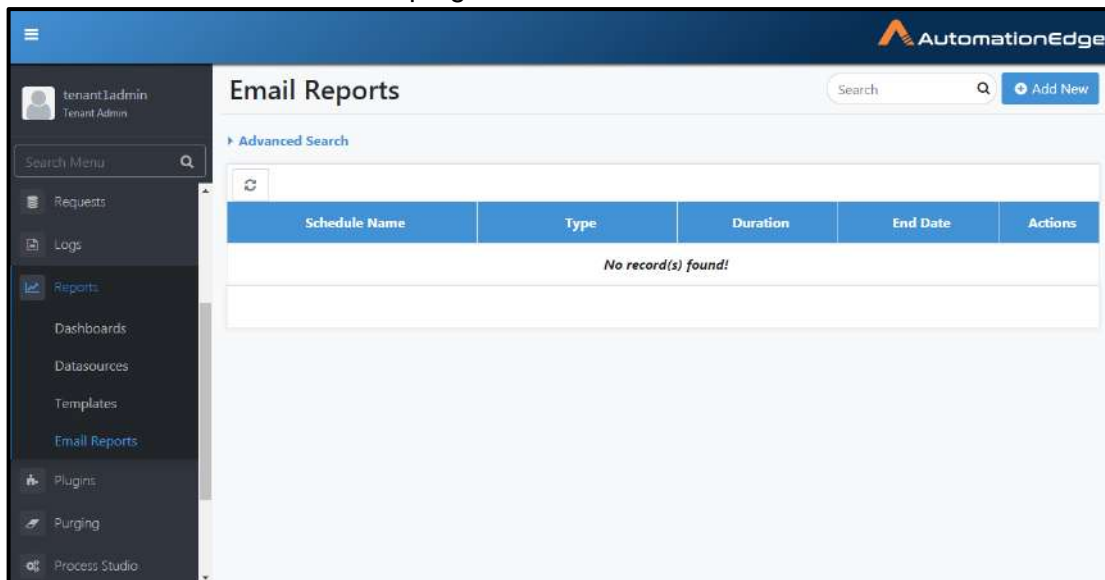 AutomationEdge
tenant1admin
Tenant Admin
Search Menu
Requests
Logs
Reports
Dashboards
Datasources
Templates
Email Reports
Plugins
Purging
Process Studio
Email Reports
Search
Add New
Advanced Search
Schedule Name Type Duration End Date Actions
No record(s) found!